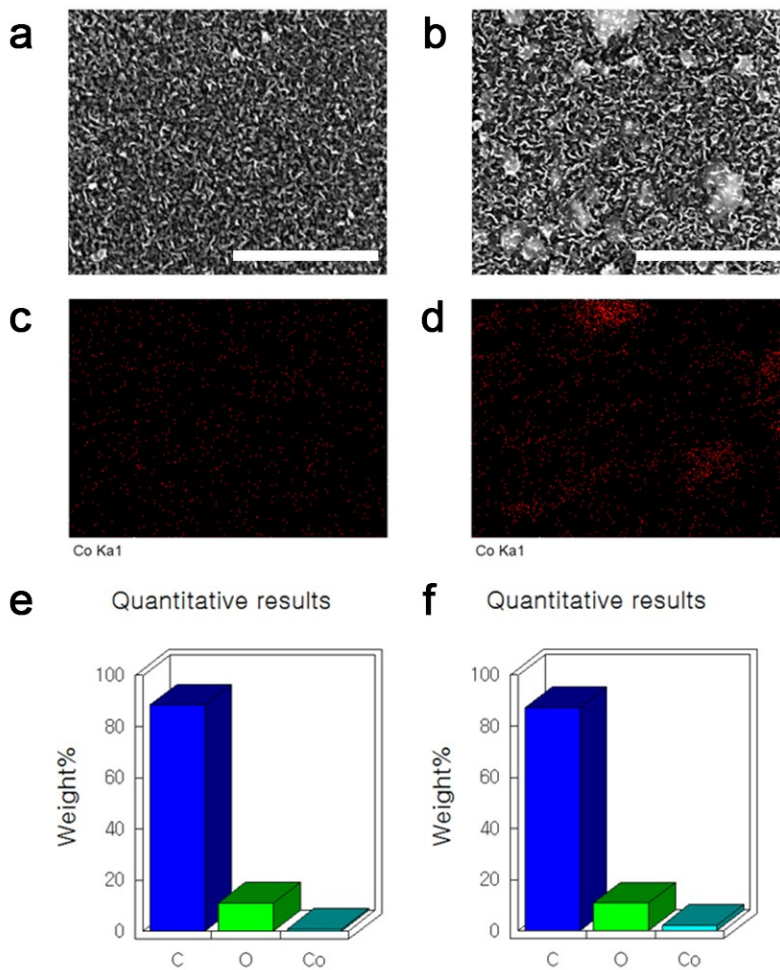 a
b
c
d
Co Ka1
Co Ka1
e
Quantitative results
Weight%
100
80
60
40
20
0
C
O
Co
f
Quantitative results
Weight%
100
80
60
40
20
0
C
O
Co